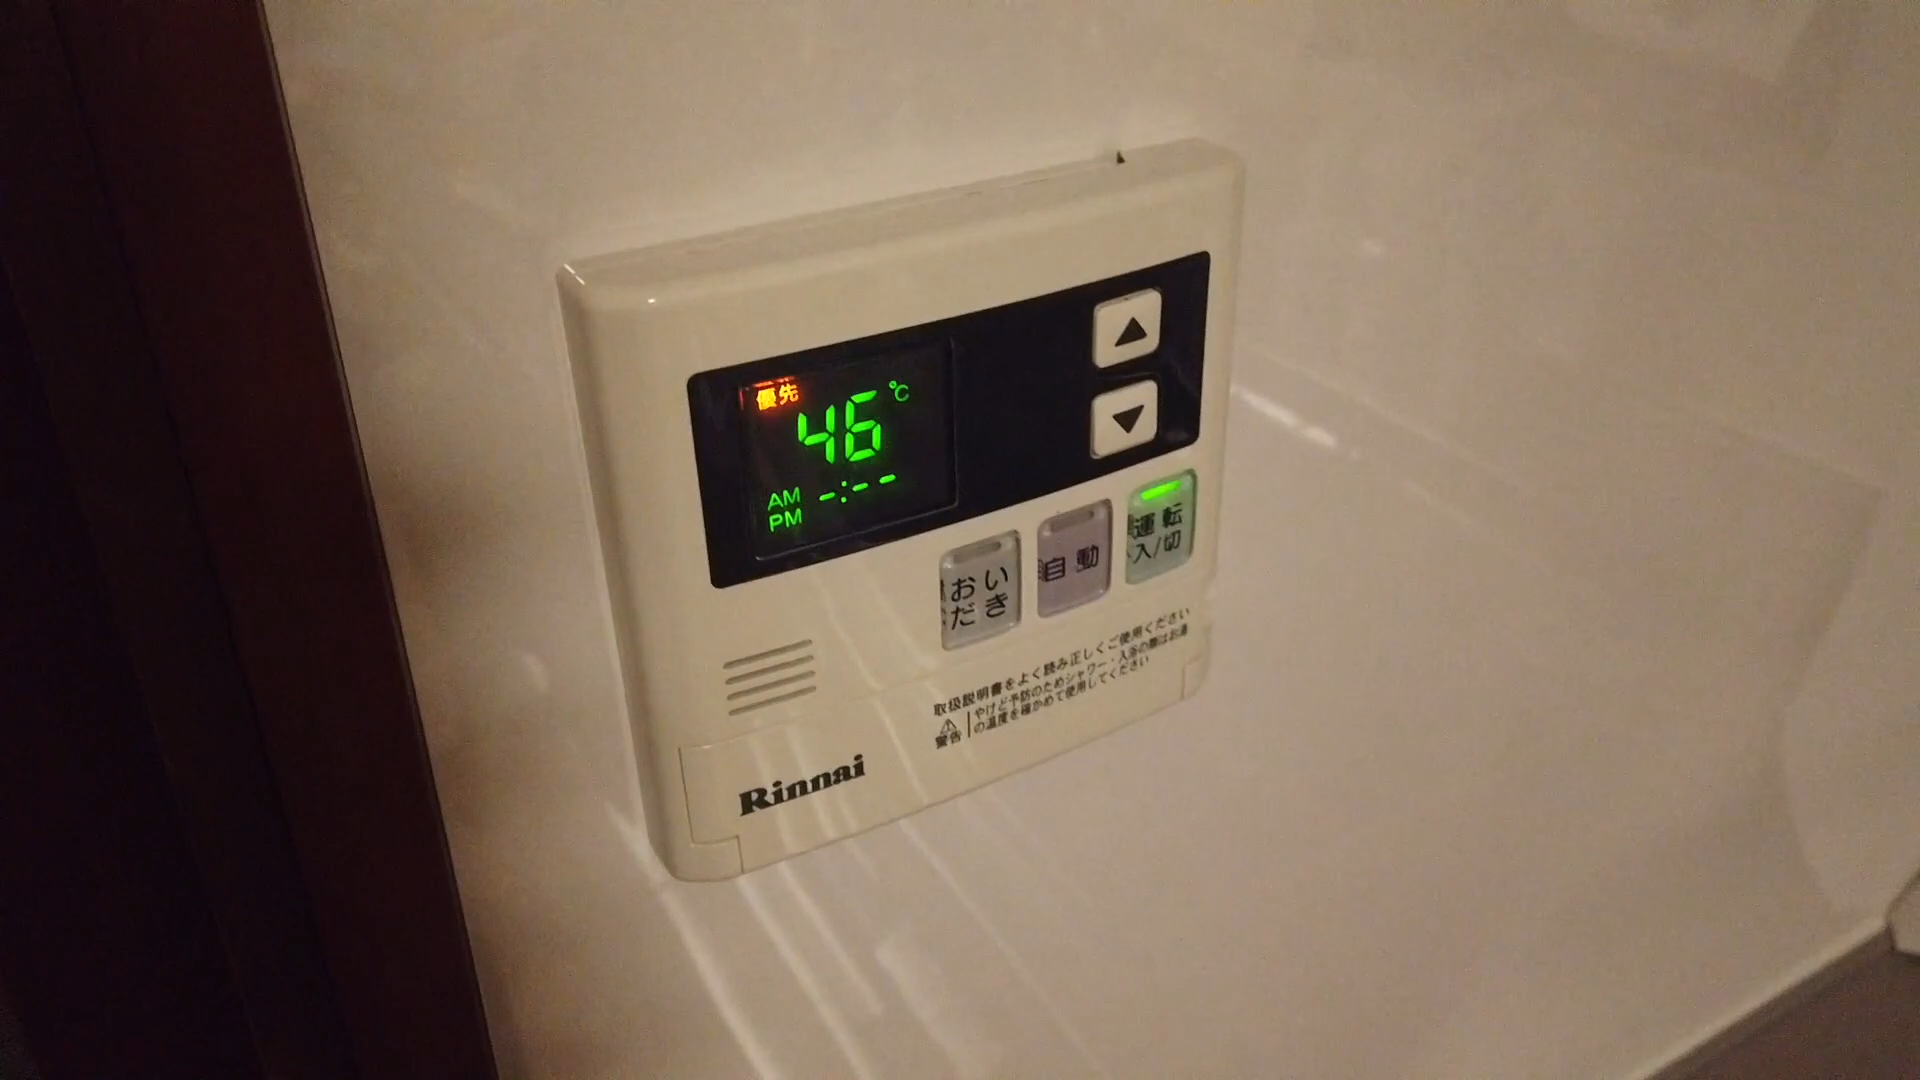 優先
46℃
AM
PM
-:--
おい
だき
自動
運転
入/切
取扱説明書をよく読み正しくご使用ください
警告
やけど予防のためシャワー・入浴の際はお湯
の温度を確かめて使用してください
Rinnai